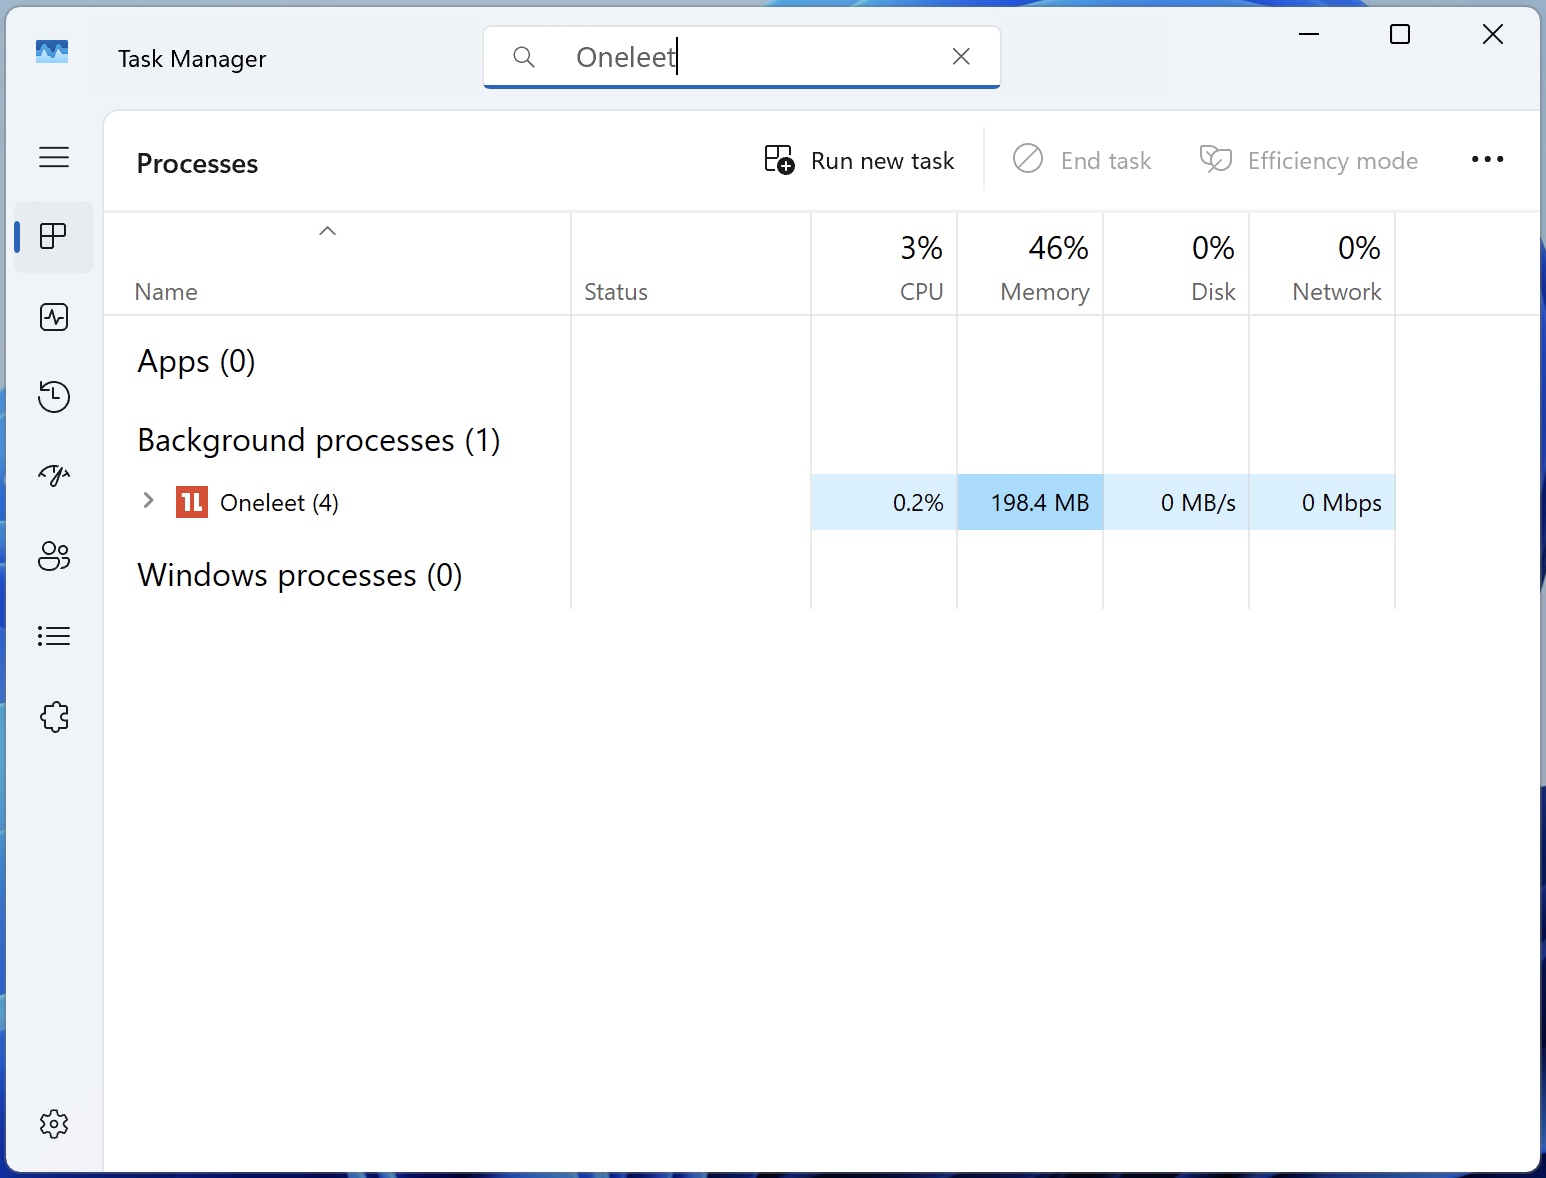 Task Manager
Oneleet
Processes
Run new task
End task
Efficiency mode
3%
46%
0%
0%
Name
Status
CPU
Memory
Disk
Network
Apps (0)
Background processes (1)
Oneleet (4)
0.2%
198.4 MB
0 MB/s
0 Mbps
Windows processes (0)